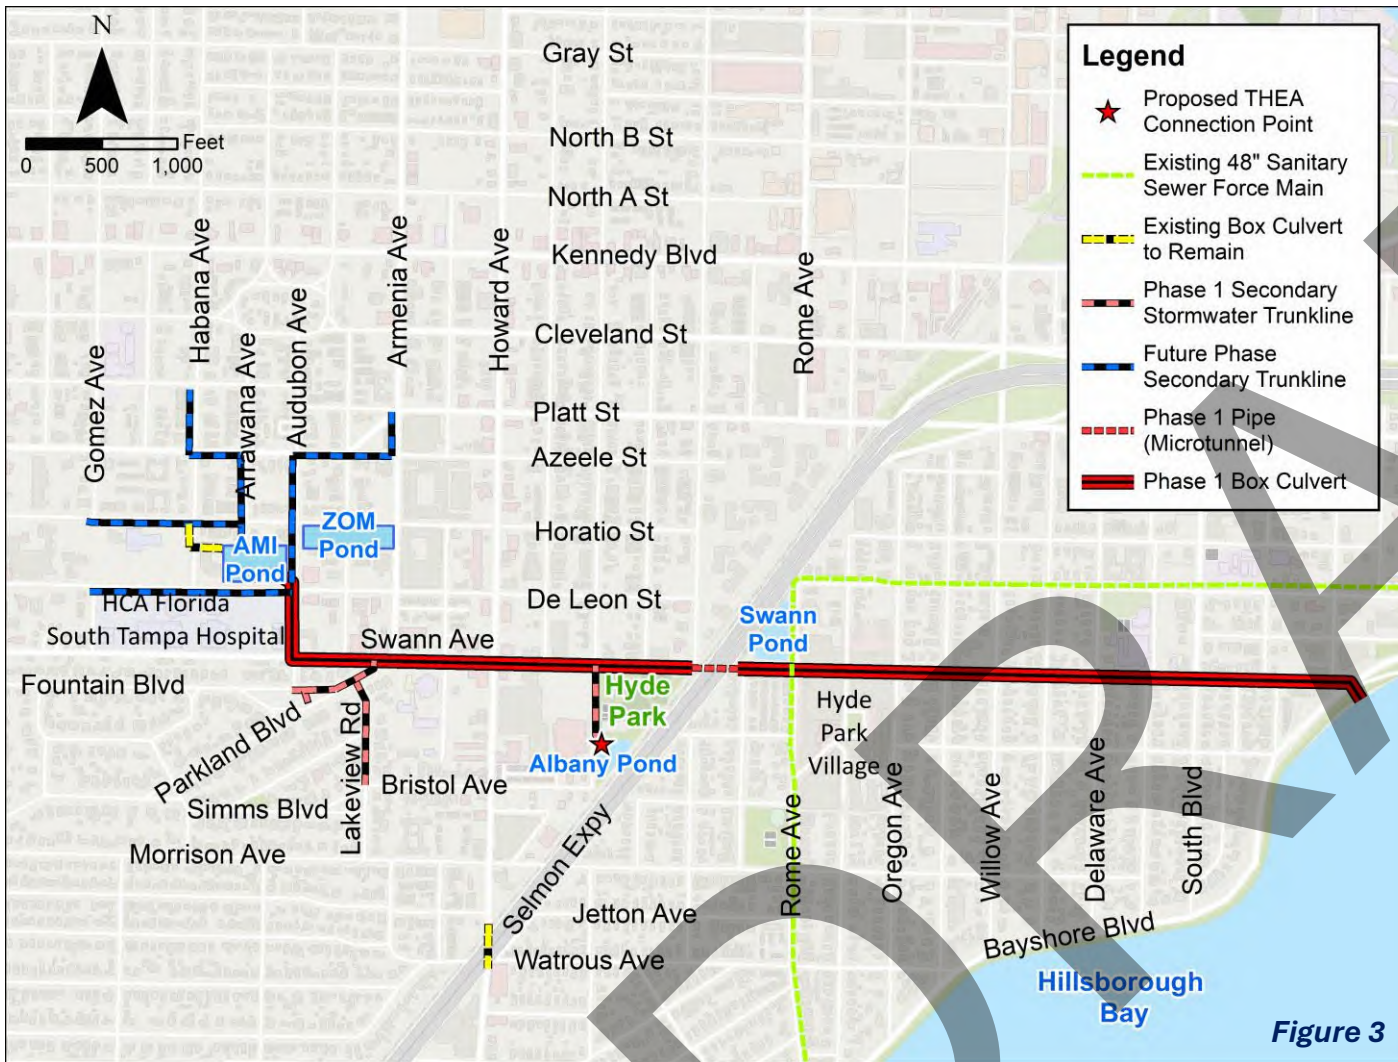 N
Feet
0 500 1,000
Legend
Proposed THEA
Connection Point
Existing 48" Sanitary
Sewer Force Main
Existing Box Culvert
to Remain
Phase 1 Secondary
Stormwater Trunkline
Future Phase
Secondary Trunkline
Phase 1 Pipe
(Microtunnel)
Phase 1 Box Culvert
Gray St
North B St
North A St
Kennedy Blvd
Cleveland St
Platt St
Azeele St
Horatio St
De Leon St
Gomez Ave
Habana Ave
Arrawana Ave
Audubon Ave
Armenia Ave
Howard Ave
Rome Ave
AMI
Pond
ZOM
Pond
HCA Florida
South Tampa Hospital
Swann Ave
Swann
Pond
Fountain Blvd
Parkland Blvd
Lakeview Rd
Simms Blvd
Bristol Ave
Morrison Ave
Hyde
Park
Albany Pond
Hyde
Park
Village
Selmon Expy
Jetton Ave
Watrous Ave
Rome Ave
Oregon Ave
Willow Ave
Delaware Ave
South Blvd
Bayshore Blvd
Hillsborough
Bay
Figure 3
DRA